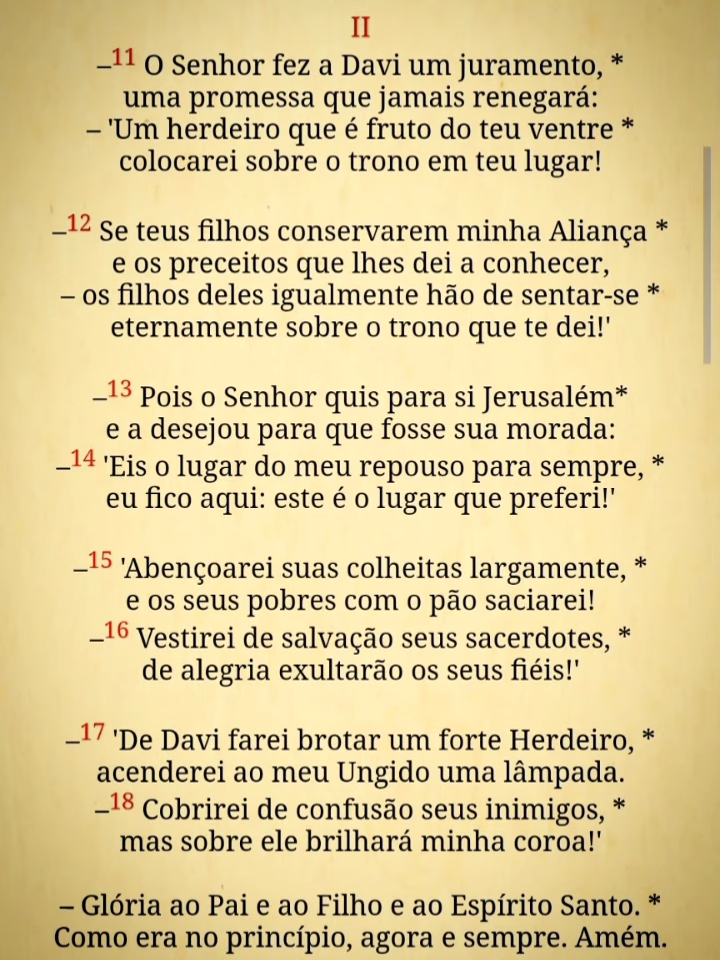 II
–11 O Senhor fez a Davi um juramento, *
uma promessa que jamais renegará:
– 'Um herdeiro que é fruto do teu ventre *
colocarei sobre o trono em teu lugar!
–12 Se teus filhos conservarem minha Aliança *
e os preceitos que lhes dei a conhecer,
– os filhos deles igualmente hão de sentar-se *
eternamente sobre o trono que te dei!'
–13 Pois o Senhor quis para si Jerusalém*
e a desejou para que fosse sua morada:
–14 'Eis o lugar do meu repouso para sempre, *
eu fico aqui: este é o lugar que preferi!'
–15 'Abençoarei suas colheitas largamente, *
e os seus pobres com o pão saciarei!
–16 Vestirei de salvação seus sacerdotes, *
de alegria exultarão os seus fiéis!'
–17 'De Davi farei brotar um forte Herdeiro, *
acenderei ao meu Ungido uma lâmpada.
–18 Cobrirei de confusão seus inimigos, *
mas sobre ele brilhará minha coroa!'
– Glória ao Pai e ao Filho e ao Espírito Santo. *
Como era no princípio, agora e sempre. Amém.